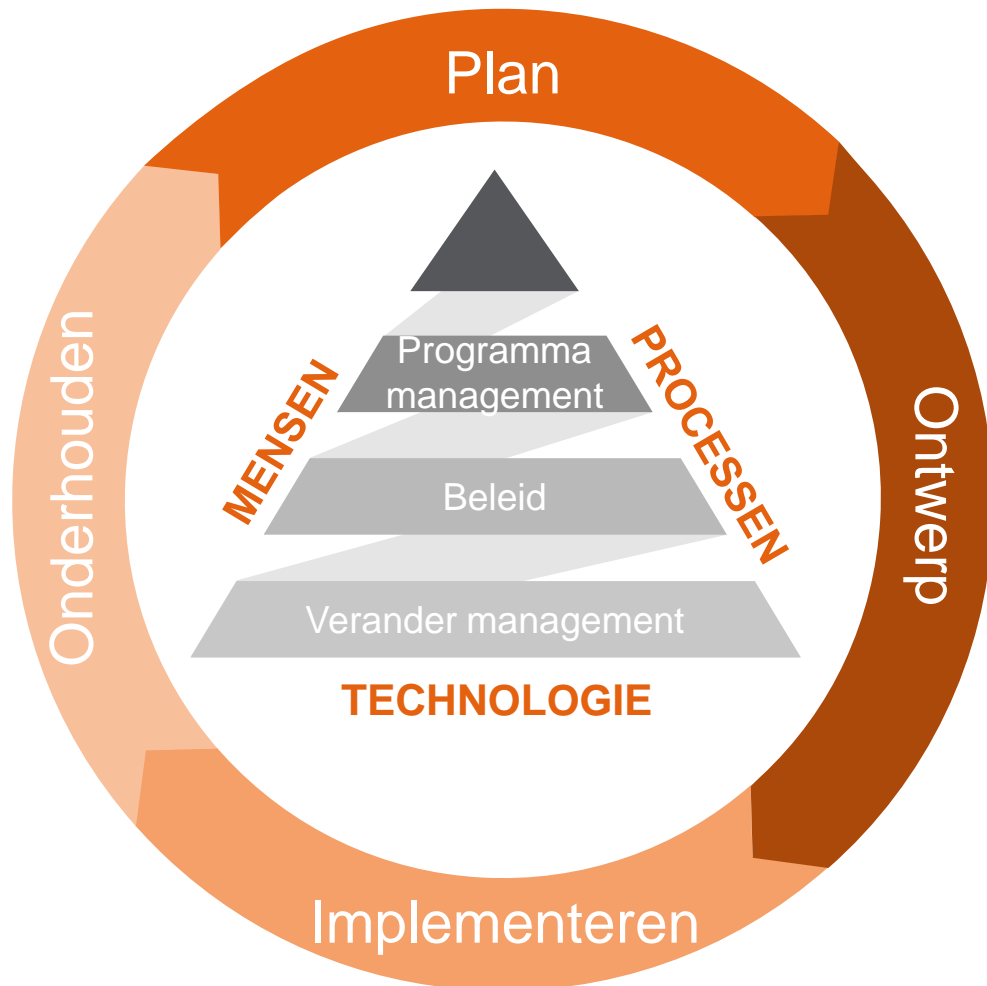 Plan
Programma
management
MENSEN
PROCESSEN
Onderhouden
Ontwerp
Beleid
Verander management
TECHNOLOGIE
Implementeren